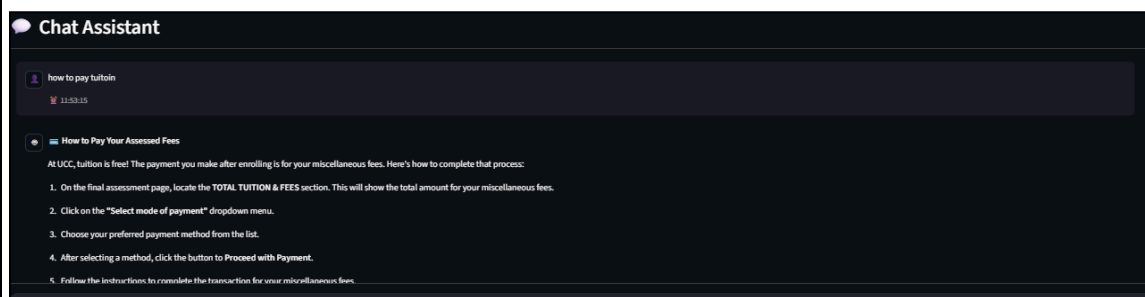 Chat Assistant
how to pay tuitoin
11:53:15
How to Pay Your Assessed Fees
At UCC, tuition is free! The payment you make after enrolling is for your miscellaneous fees. Here's how to complete that process:
1. On the final assessment page, locate the TOTAL TUITION & FEES section. This will show the total amount for your miscellaneous fees.
2. Click on the "Select mode of payment" dropdown menu.
3. Choose your preferred payment method from the list.
4. After selecting a method, click the button to Proceed with Payment.
5. Follow the instructions to complete the transaction for your miscellaneous fees.